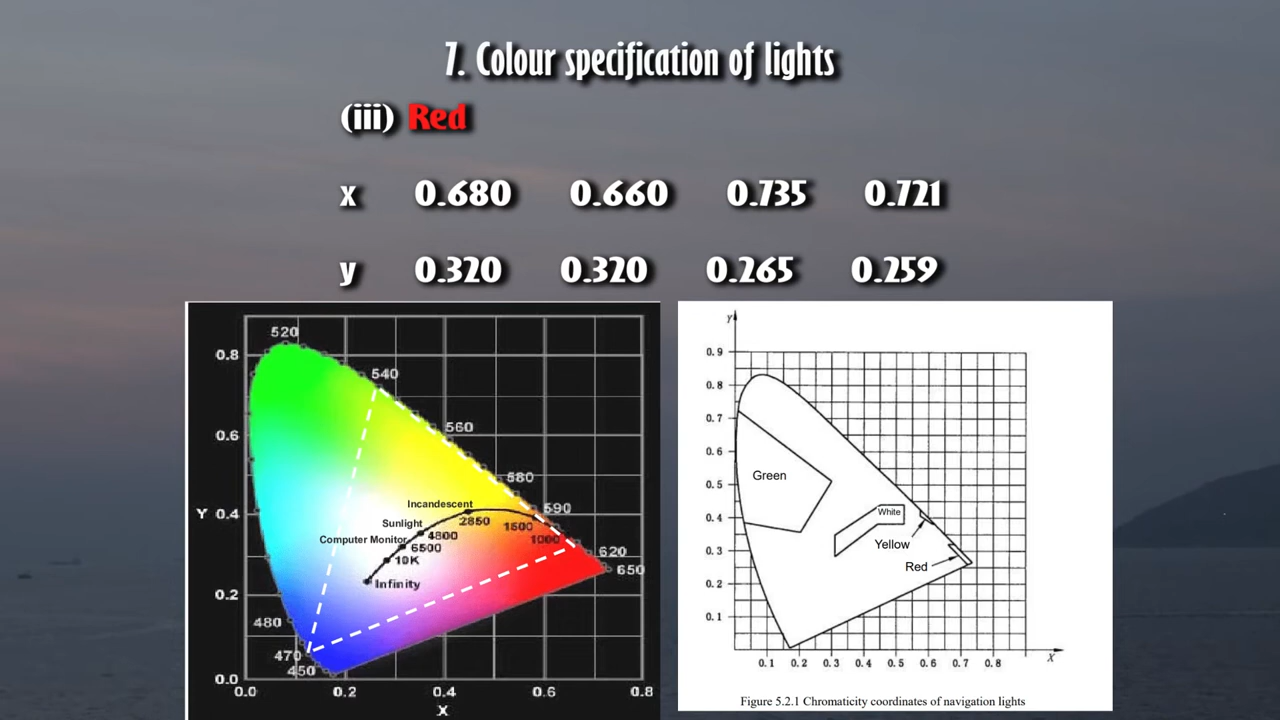 7. Colour specification of lights
(iii) Red
x 0.680 0.660 0.735 0.721
y 0.320 0.320 0.265 0.259
520
0.8
540
560
0.6
580
590
Incandescent
Y 0.4
2850
1500
Sunlight
4800
1000
Computer Monitor
6500
620
10K
650
Infinity
0.2
480
470
450
0.0
0.0 0.2 0.4 0.6 0.8
X
y
0.9
0.8
0.7
0.6
0.5
0.4
0.3
0.2
0.1
Green
White
Yellow
Red
0.1 0.2 0.3 0.4 0.5 0.6 0.7 0.8
X
Figure 5.2.1 Chromaticity coordinates of navigation lights